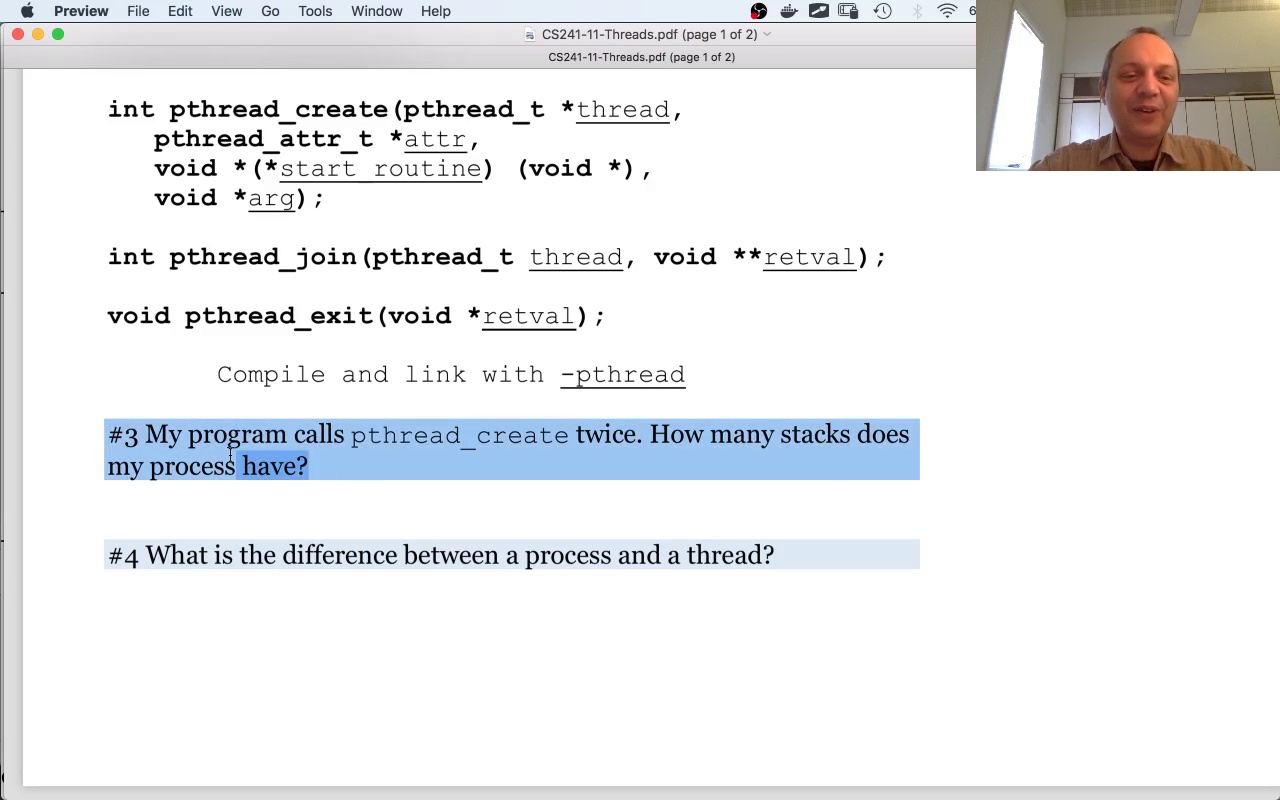 Preview File Edit View Go Tools Window Help 6
CS241-11-Threads.pdf (page 1 of 2)
CS241-11-Threads.pdf (page 1 of 2)
int pthread_create(pthread_t *thread,
pthread_attr_t *attr,
void *(*start_routine) (void *),
void *arg);
int pthread_join(pthread_t thread, void **retval);
void pthread_exit(void *retval);
Compile and link with -pthread
#3 My program calls pthread_create twice. How many stacks does
my process have?
#4 What is the difference between a process and a thread?